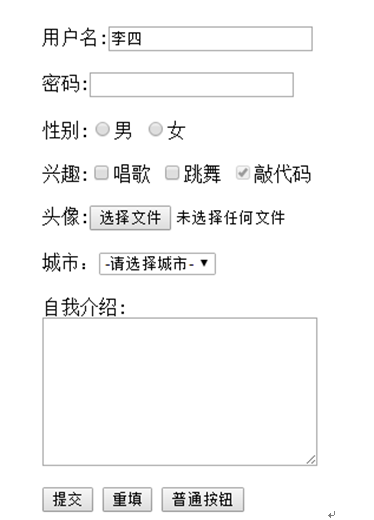 用户名:李四
密码:
性别: 男 女
兴趣: 唱歌 跳舞 敲代码
头像: 选择文件 未选择任何文件
城市： -请选择城市-
自我介绍:
提交 重填 普通按钮